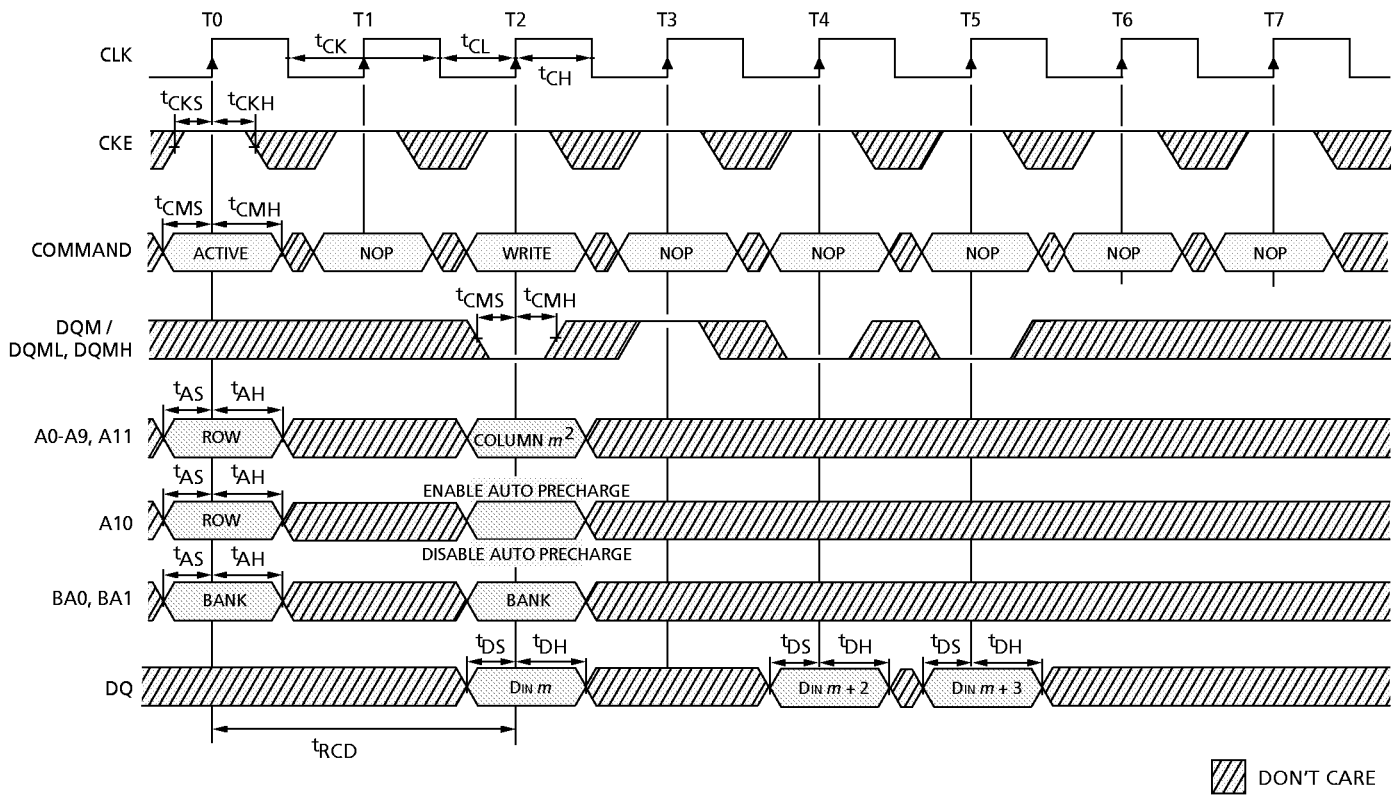 T0 T1 T2 T3 T4 T5 T6 T7
CLK tCK tCL
tCH
tCKS tCKH
CKE
tCMS tCMH
COMMAND ACTIVE NOP WRITE NOP NOP NOP NOP NOP
tCMS tCMH
DQM /
DQML, DQMH
tAS tAH
A0-A9, A11 ROW COLUMN m2
tAS tAH ENABLE AUTO PRECHARGE
A10 ROW
tAS tAH DISABLE AUTO PRECHARGE
BA0, BA1 BANK BANK
tDS tDH tDS tDH tDS tDH
DQ DIN m DIN m + 2 DIN m + 3
tRCD
DON'T CARE